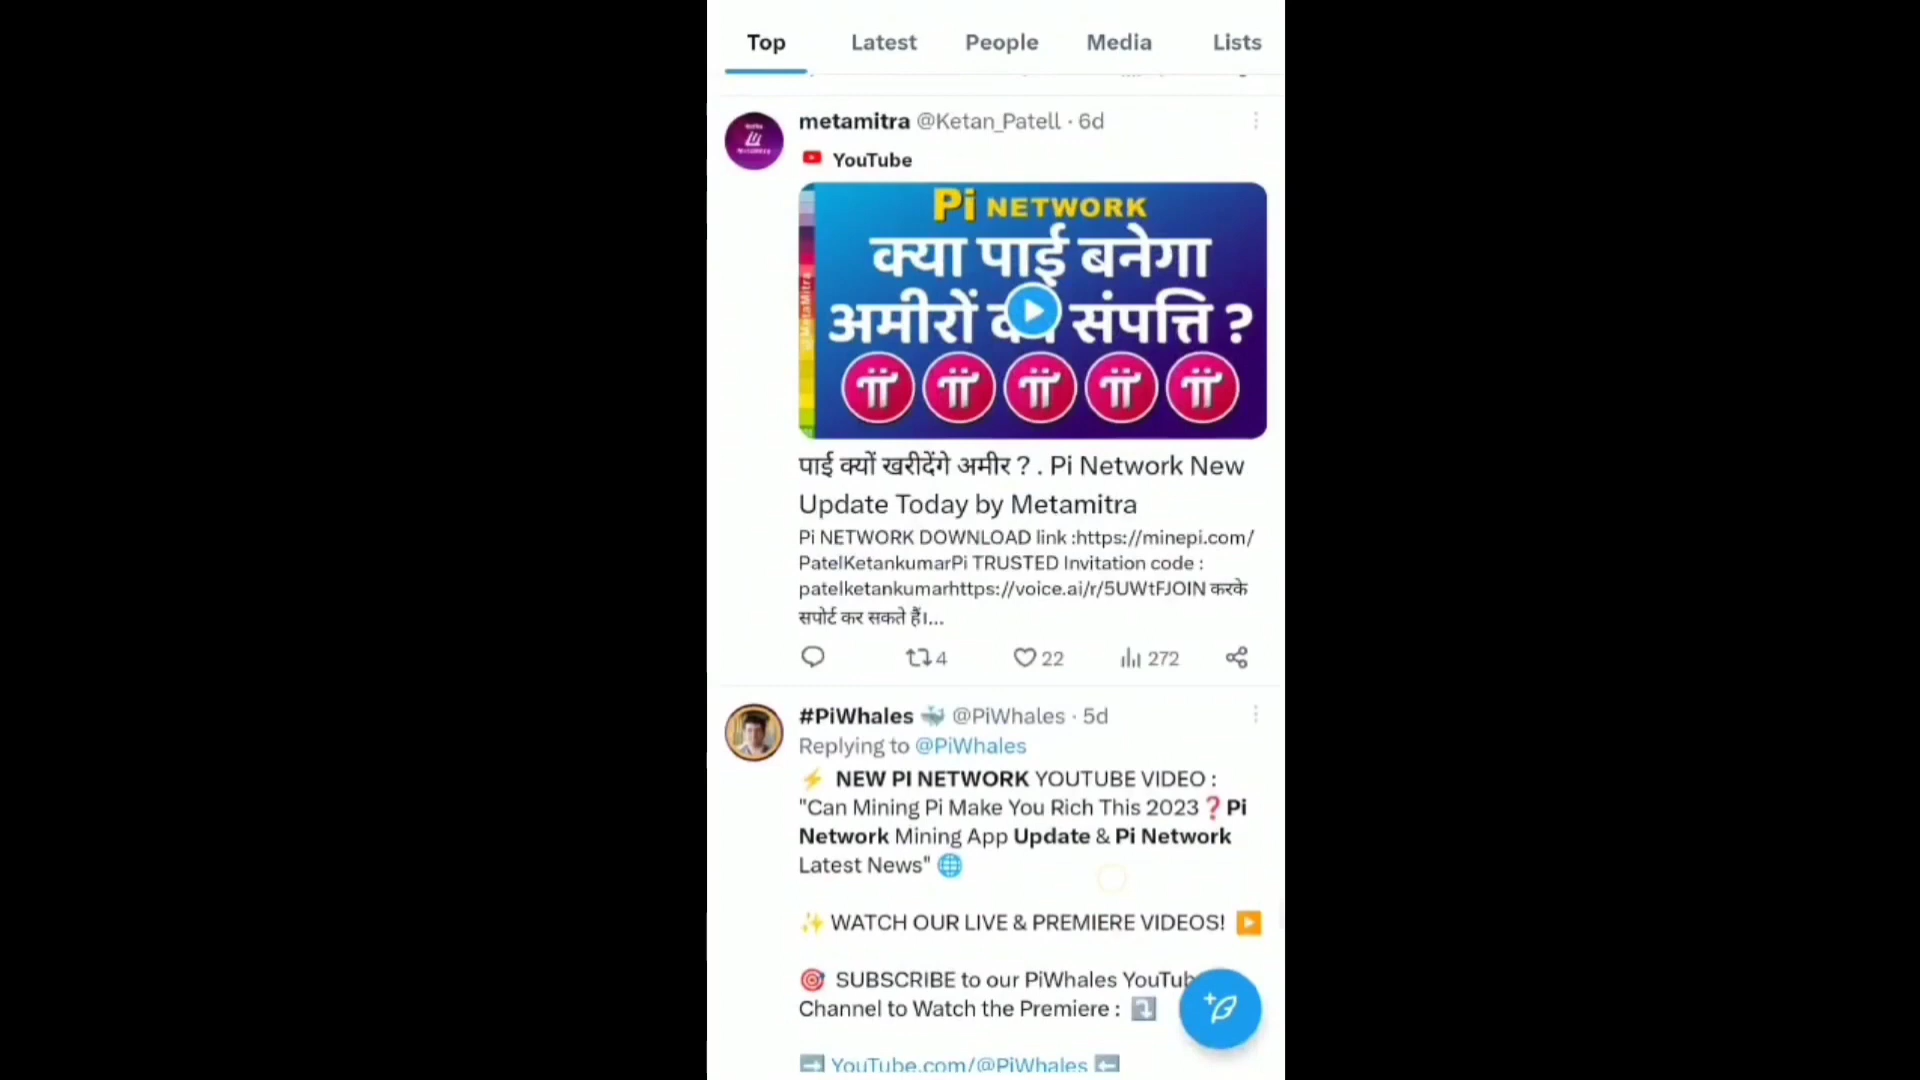 Top Latest People Media Lists
metamitra @Ketan_Patell · 6d
YouTube
Pi NETWORK
क्या पाई बनेगा
अमीरों संपत्ति ?
MetaMitra
पाई क्यों खरीदेंगे अमीर ? . Pi Network New
Update Today by Metamitra
Pi NETWORK DOWNLOAD link :https://minepi.com/
PatelKetankumarPi TRUSTED Invitation code :
patelketankumarhttps://voice.ai/r/5UWtFJOIN करके
सपोर्ट कर सकते हैं।...
4 22 272
#PiWhales 🐳 @PiWhales · 5d
Replying to @PiWhales
⚡ NEW PI NETWORK YOUTUBE VIDEO :
"Can Mining Pi Make You Rich This 2023❓Pi
Network Mining App Update & Pi Network
Latest News" 🌐
✨ WATCH OUR LIVE & PREMIERE VIDEOS! ▶️
🎯 SUBSCRIBE to our PiWhales YouTub
Channel to Watch the Premiere : ⤵️
➡️ YouTube.com/@PiWhales ⬅️